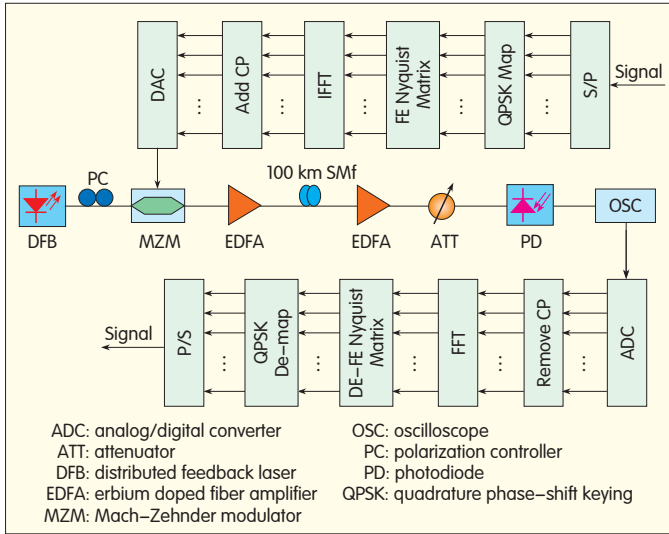 DAC
Add CP
IFFT
FE Nyquist
Matrix
QPSK Map
S/P
Signal
PC
100 km SMf
DFB
MZM
EDFA
EDFA
ATT
PD
OSC
Signal
P/S
QPSK
De-map
DE-FE Nyquist
Matrix
FFT
Remove CP
ADC
ADC: analog/digital converter
ATT: attenuator
DFB: distributed feedback laser
EDFA: erbium doped fiber amplifier
MZM: Mach-Zehnder modulator
OSC: oscilloscope
PC: polarization controller
PD: photodiode
QPSK: quadrature phase-shift keying